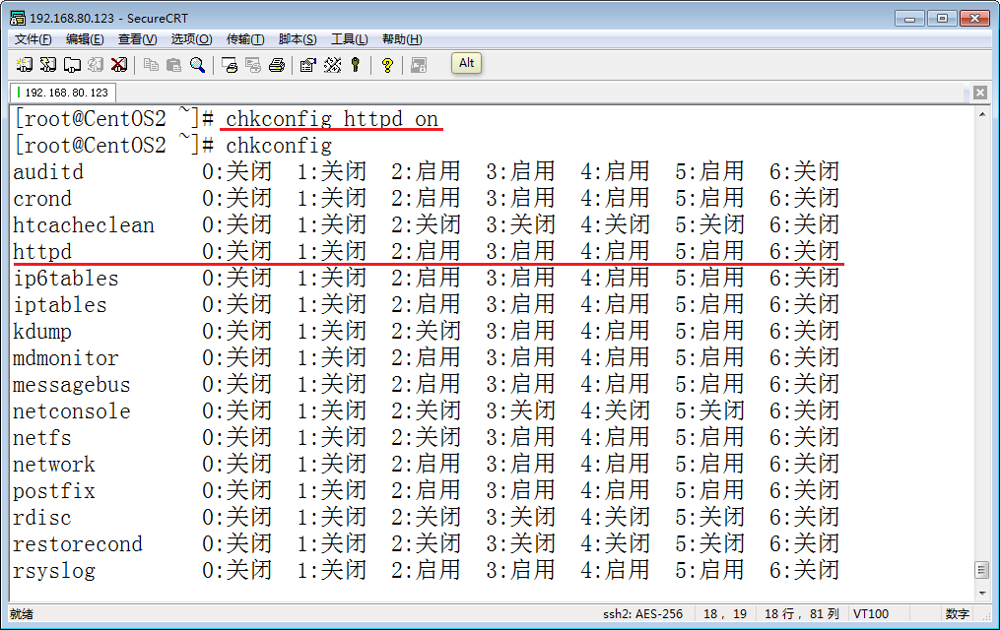 192.168.80.123 - SecureCRT
文件(F) 编辑(E) 查看(V) 选项(O) 传输(T) 脚本(S) 工具(L) 帮助(H)
Alt
192.168.80.123
[root@CentOS2 ~]# chkconfig httpd on
[root@CentOS2 ~]# chkconfig
auditd 0:关闭 1:关闭 2:启用 3:启用 4:启用 5:启用 6:关闭
crond 0:关闭 1:关闭 2:启用 3:启用 4:启用 5:启用 6:关闭
htcacheclean 0:关闭 1:关闭 2:关闭 3:关闭 4:关闭 5:关闭 6:关闭
httpd 0:关闭 1:关闭 2:启用 3:启用 4:启用 5:启用 6:关闭
ip6tables 0:关闭 1:关闭 2:启用 3:启用 4:启用 5:启用 6:关闭
iptables 0:关闭 1:关闭 2:启用 3:启用 4:启用 5:启用 6:关闭
kdump 0:关闭 1:关闭 2:关闭 3:启用 4:启用 5:启用 6:关闭
mdmonitor 0:关闭 1:关闭 2:启用 3:启用 4:启用 5:启用 6:关闭
messagebus 0:关闭 1:关闭 2:启用 3:启用 4:启用 5:启用 6:关闭
netconsole 0:关闭 1:关闭 2:关闭 3:关闭 4:关闭 5:关闭 6:关闭
netfs 0:关闭 1:关闭 2:关闭 3:启用 4:启用 5:启用 6:关闭
network 0:关闭 1:关闭 2:启用 3:启用 4:启用 5:启用 6:关闭
postfix 0:关闭 1:关闭 2:启用 3:启用 4:启用 5:启用 6:关闭
rdisc 0:关闭 1:关闭 2:关闭 3:关闭 4:关闭 5:关闭 6:关闭
restorecond 0:关闭 1:关闭 2:关闭 3:关闭 4:关闭 5:关闭 6:关闭
rsyslog 0:关闭 1:关闭 2:启用 3:启用 4:启用 5:启用 6:关闭
就绪 ssh2: AES-256 18 , 19 18 行 , 81 列 VT100 数字